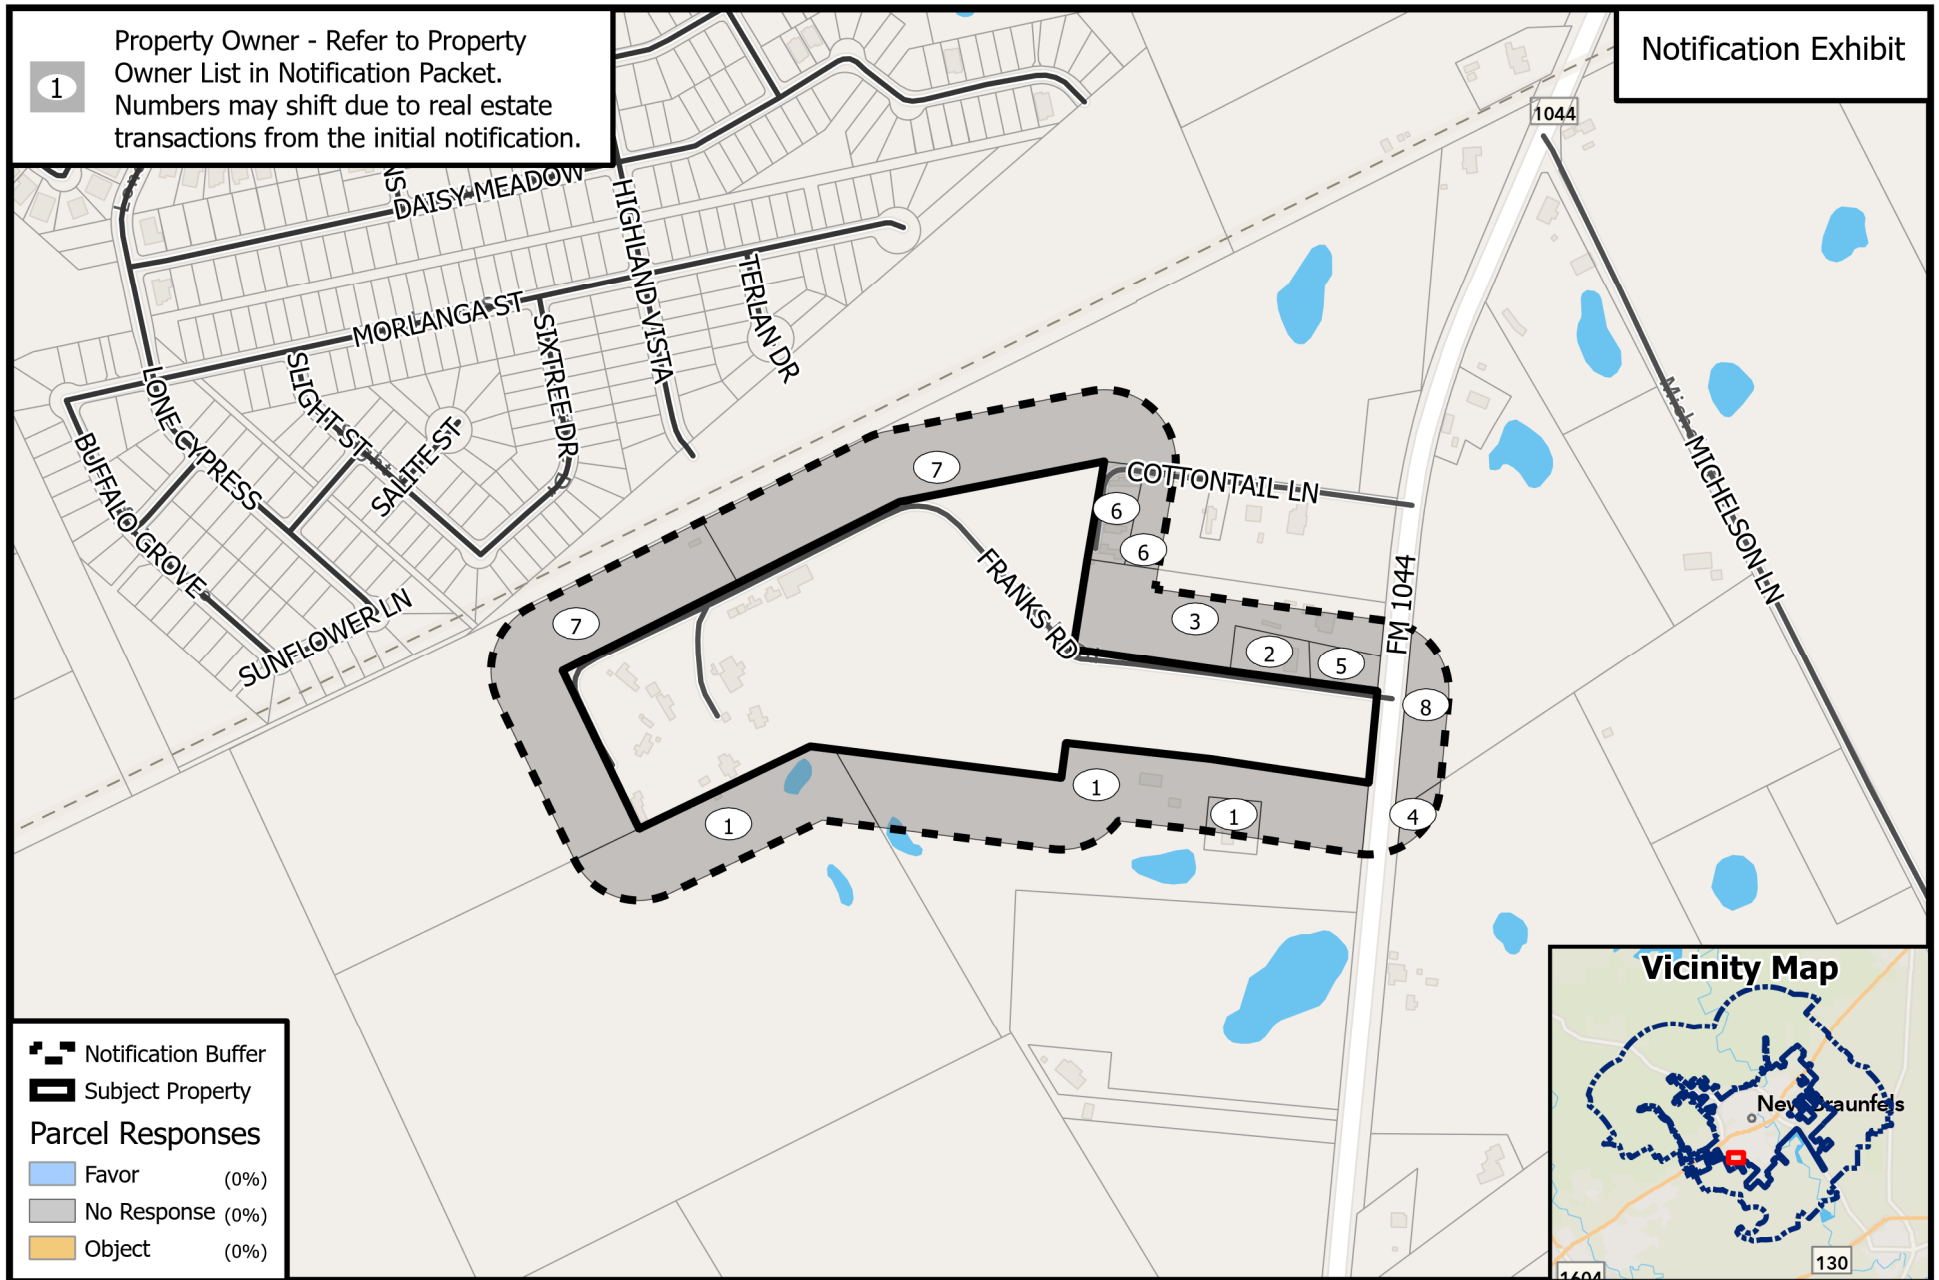 1
Property Owner - Refer to Property
Owner List in Notification Packet.
Numbers may shift due to real estate
transactions from the initial notification.
Notification Exhibit
1044
NS
DAISY MEADOW
HIGHLAND VISTA
TERLAN DR
MORLANGA ST
SIXTREE DR
SLIGHT ST
SALITE ST
LONE CYPRESS
BUFFALO GROVE
SUNFLOWER LN
MICHELSON LN
COTTONTAIL LN
FRANKS RD
FM 1044
7
7
6
6
3
2
5
8
4
1
1
1
Notification Buffer
Subject Property
Parcel Responses
Favor (0%)
No Response (0%)
Object (0%)
Vicinity Map
New Braunfels
130
1604